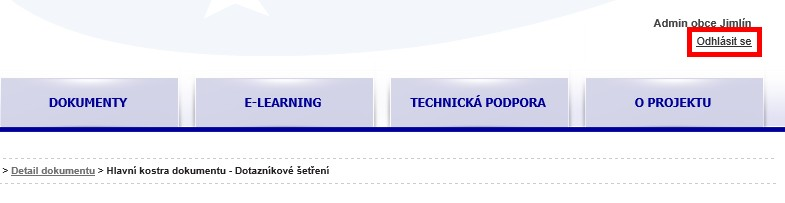 Admin obce Jimlín
Odhlásit se
DOKUMENTY
E-LEARNING
TECHNICKÁ PODPORA
O PROJEKTU
> Detail dokumentu > Hlavní kostra dokumentu - Dotazníkové šetření